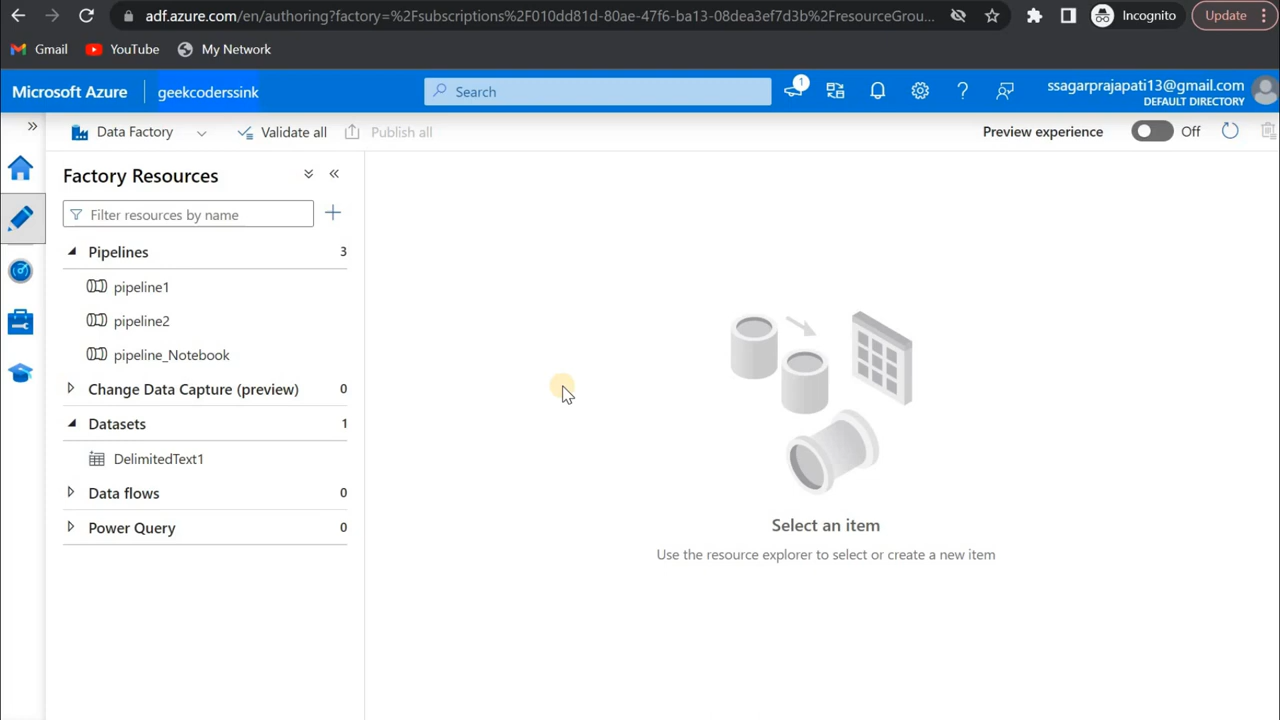 adf.azure.com/en/authoring?factory=%2Fsubscriptions%2F010dd81d-80ae-47f6-ba13-08dea3ef7d3b%2FresourceGrou... Incognito Update
Gmail YouTube My Network
Microsoft Azure geekcoderssink Search 1 ssagarprajapati13@gmail.com
DEFAULT DIRECTORY
Data Factory Validate all Publish all Preview experience Off
Factory Resources
Filter resources by name
Pipelines 3
pipeline1
pipeline2
pipeline_Notebook
Change Data Capture (preview) 0
Datasets 1
DelimitedText1
Data flows 0
Power Query 0
Select an item
Use the resource explorer to select or create a new item